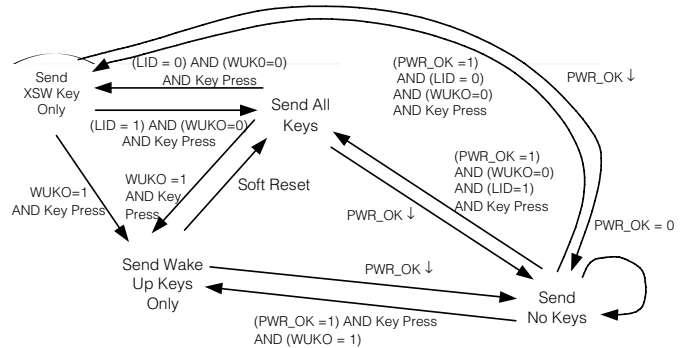 (LID = 0) AND (WUK0=0)
AND Key Press
Send
XSW Key
Only
(PWR_OK =1)
AND (LID = 0)
AND (WUKO=0)
AND Key Press
PWR_OK ↓
Send All
Keys
(LID = 1) AND (WUKO=0)
AND Key Press
(PWR_OK =1)
AND (WUKO=0)
AND (LID=1)
AND Key Press
WUKO=1
AND Key Press
WUKO =1
AND Key
Press
Soft Reset
PWR_OK ↓
PWR_OK = 0
Send Wake
Up Keys
Only
PWR_OK ↓
Send
No Keys
(PWR_OK =1) AND Key Press
AND (WUKO = 1)